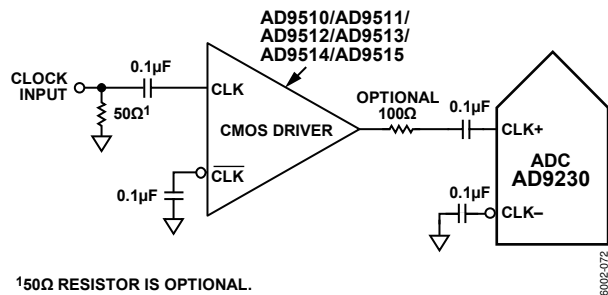 AD9510/AD9511/
AD9512/AD9513/
AD9514/AD9515
CLOCK
INPUT
0.1µF
50Ω¹
CLK
CMOS DRIVER
CLK
0.1µF
OPTIONAL
100Ω
0.1µF
CLK+
ADC
AD9230
0.1µF
CLK–
¹50Ω RESISTOR IS OPTIONAL.
6002-072